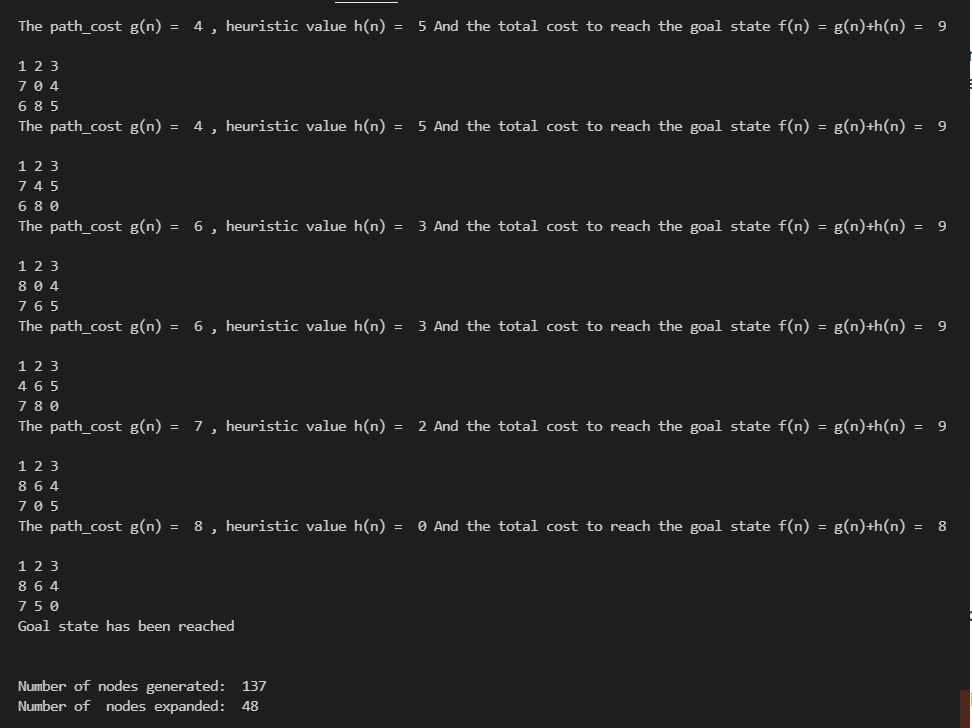 The path_cost g(n) =  4 , heuristic value h(n) =  5 And the total cost to reach the goal state f(n) = g(n)+h(n) =  9
1 2 3
7 0 4
6 8 5
The path_cost g(n) =  4 , heuristic value h(n) =  5 And the total cost to reach the goal state f(n) = g(n)+h(n) =  9
1 2 3
7 4 5
6 8 0
The path_cost g(n) =  6 , heuristic value h(n) =  3 And the total cost to reach the goal state f(n) = g(n)+h(n) =  9
1 2 3
8 0 4
7 6 5
The path_cost g(n) =  6 , heuristic value h(n) =  3 And the total cost to reach the goal state f(n) = g(n)+h(n) =  9
1 2 3
4 6 5
7 8 0
The path_cost g(n) =  7 , heuristic value h(n) =  2 And the total cost to reach the goal state f(n) = g(n)+h(n) =  9
1 2 3
8 6 4
7 0 5
The path_cost g(n) =  8 , heuristic value h(n) =  0 And the total cost to reach the goal state f(n) = g(n)+h(n) =  8
1 2 3
8 6 4
7 5 0
Goal state has been reached
Number of nodes generated:  137
Number of  nodes expanded:  48